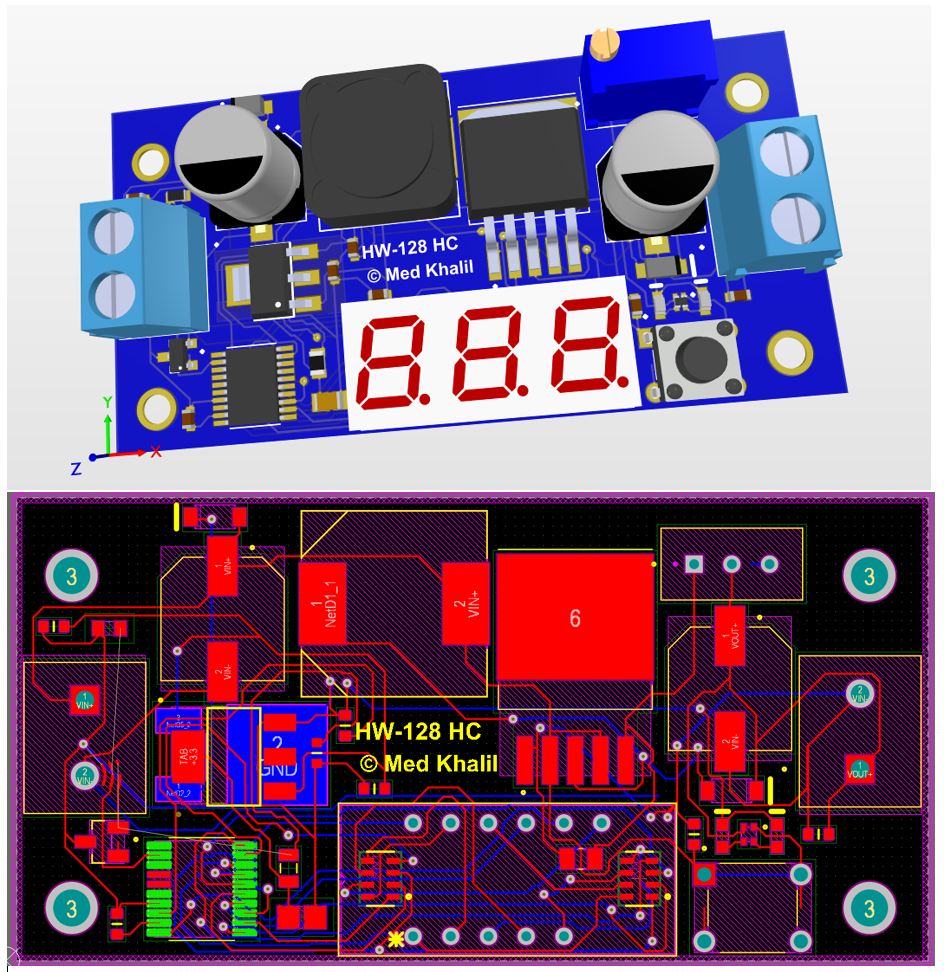 HW-128 HC
© Med Khalil
8.8.8.
Y
X
Z
3
3
1
VIN+
1
NetD1_1
2
VIN+
6
1
VOUT+
1
VIN+
2
VIN-
2
VIN-
TAB
+3.3
2
GND
HW-128 HC
© Med Khalil
2
VIN-
2
VIN-
1
VOUT+
3
3